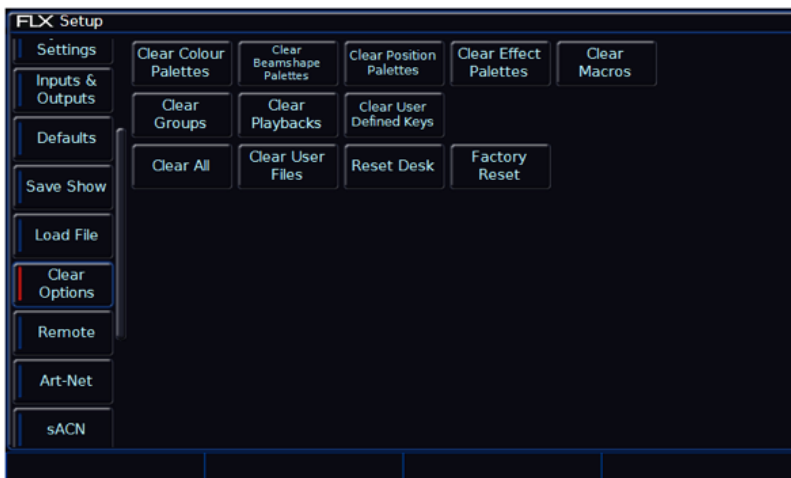 FLX Setup
Settings
Inputs &
Outputs
Defaults
Save Show
Load File
Clear
Options
Remote
Art-Net
sACN
Clear Colour
Palettes
Clear
Beamshape
Palettes
Clear Position
Palettes
Clear Effect
Palettes
Clear
Macros
Clear
Groups
Clear
Playbacks
Clear User
Defined Keys
Clear All
Clear User
Files
Reset Desk
Factory
Reset